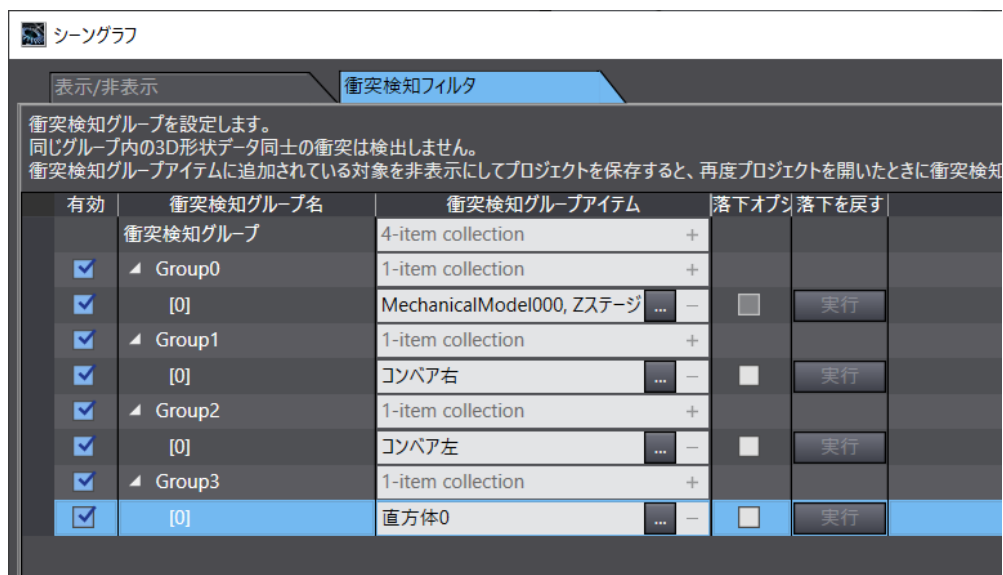 シーングラフ
表示/非表示 衝突検知フィルタ
衝突検知グループを設定します。
同じグループ内の3D形状データ同士の衝突は検出しません。
衝突検知グループアイテムに追加されている対象を非表示にしてプロジェクトを保存すると、再度プロジェクトを開いたときに衝突検知
有効 衝突検知グループ名 衝突検知グループアイテム 落下オプシ 落下を戻す
衝突検知グループ 4-item collection +
Group0 1-item collection +
[0] MechanicalModel000, Zステージ ... − 実行
Group1 1-item collection +
[0] コンベア右 ... − 実行
Group2 1-item collection +
[0] コンベア左 ... − 実行
Group3 1-item collection +
[0] 直方体0 ... − 実行